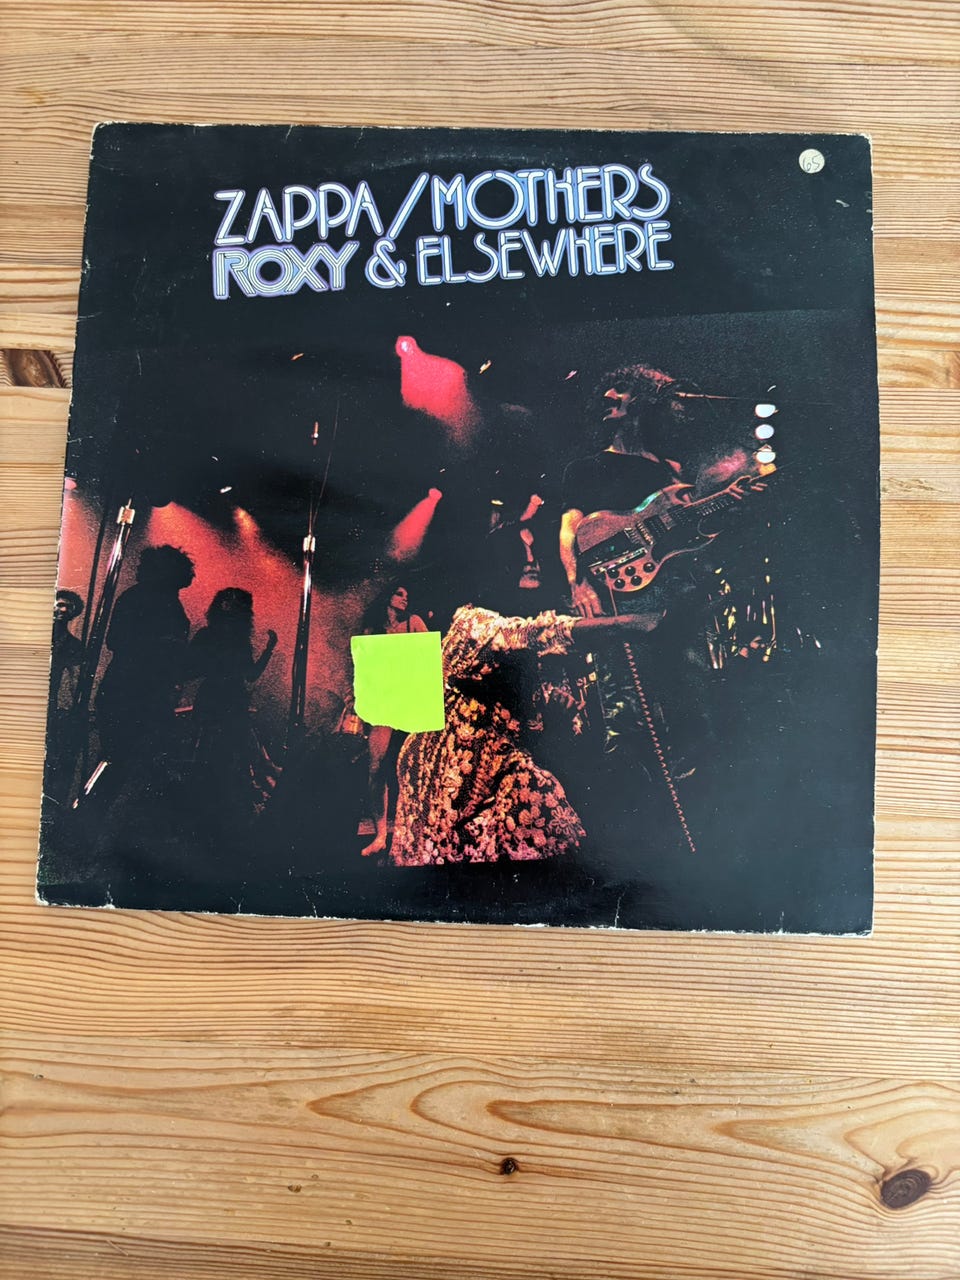 ZAPPA/MOTHERS
ROXY & ELSEWHERE
65